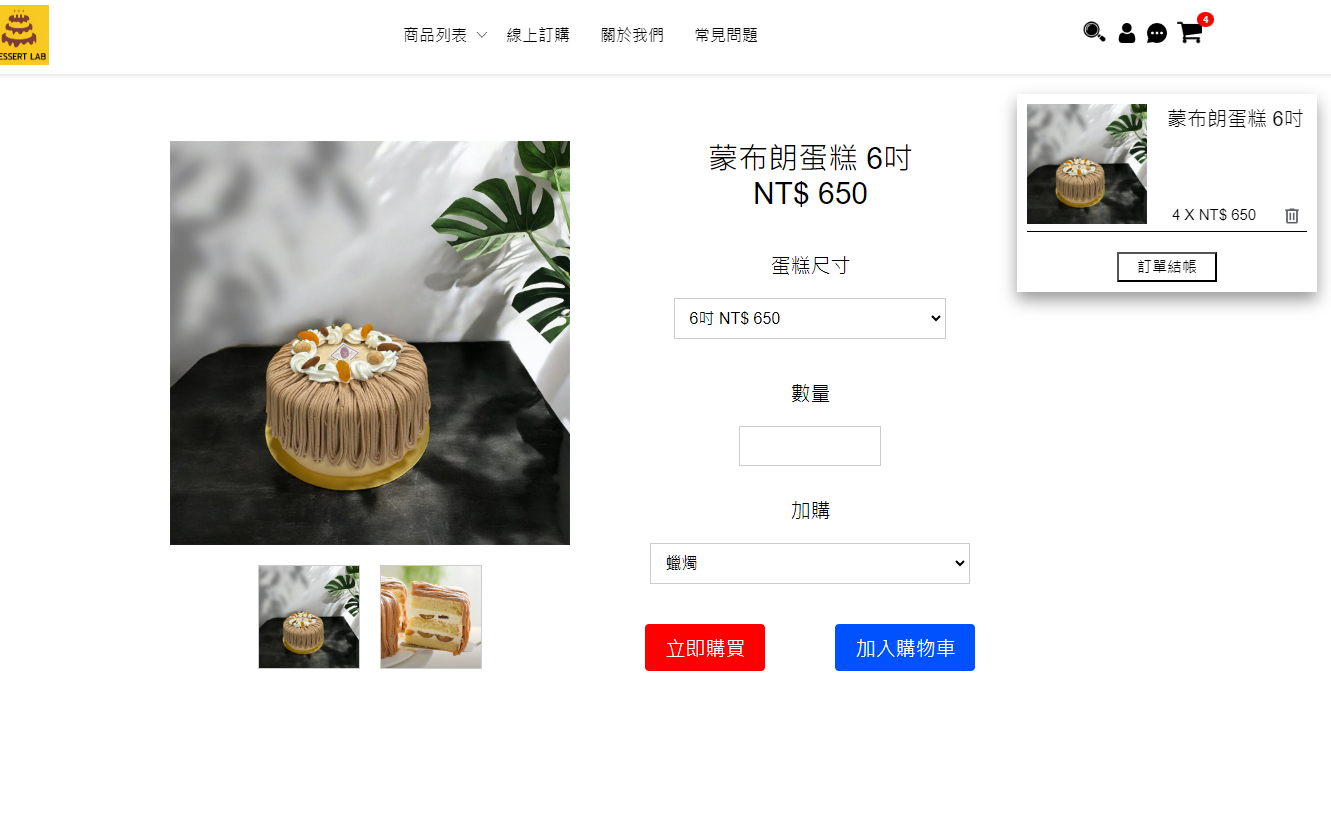 ESSERT LAB
商品列表
線上訂購
關於我們
常見問題
4
蒙布朗蛋糕 6吋
4 X NT$ 650
訂單結帳
蒙布朗蛋糕 6吋
NT$ 650
蛋糕尺寸
6吋 NT$ 650
數量
加購
蠟燭
立即購買
加入購物車